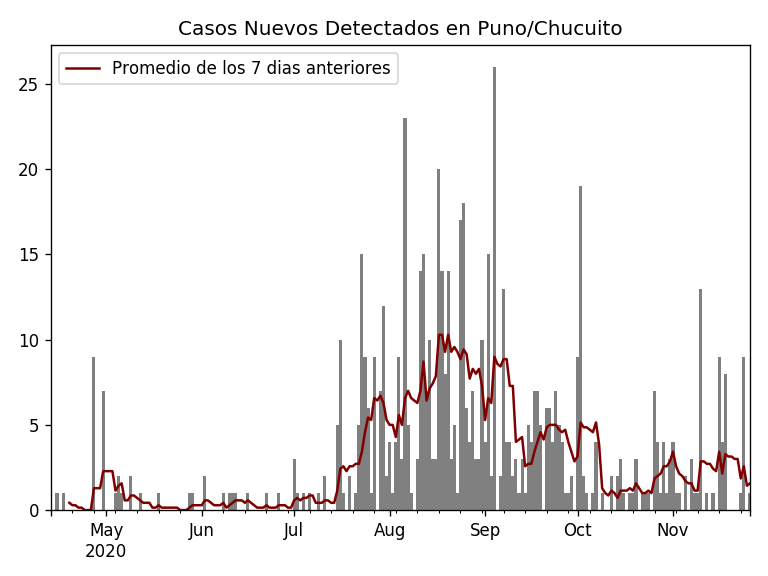 Casos Nuevos Detectados en Puno/Chucuito
Promedio de los 7 dias anteriores
25
20
15
10
5
0
May Jun Jul Aug Sep Oct Nov
2020